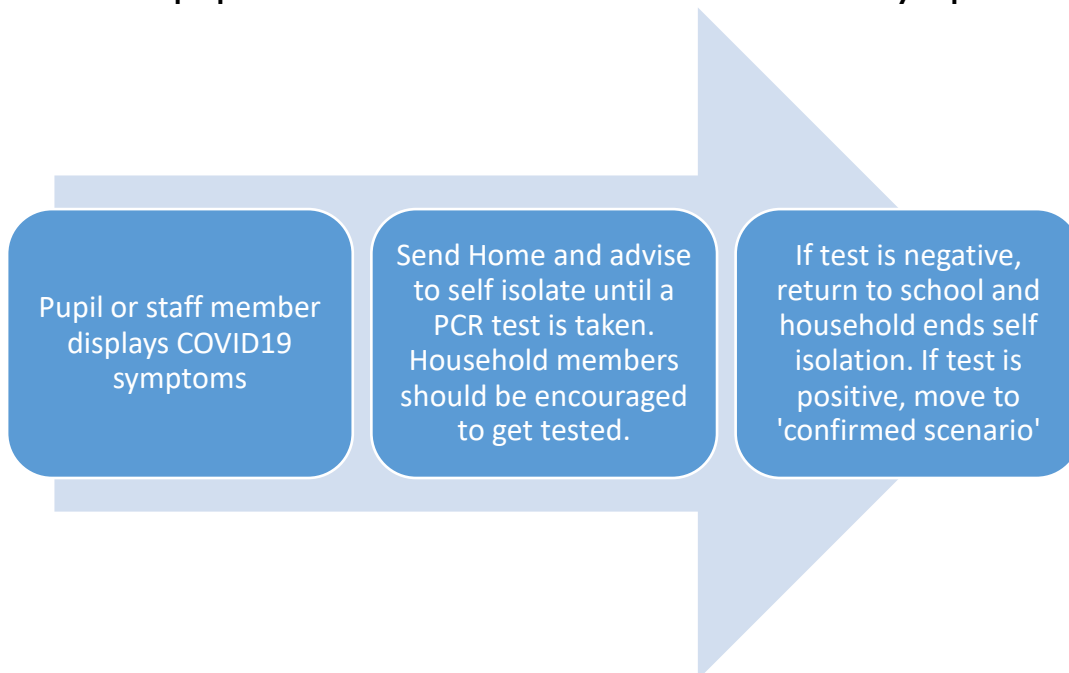 Pupil or staff member
displays COVID19
symptoms
Send Home and advise
to self isolate until a
PCR test is taken.
Household members
should be encouraged
to get tested.
If test is negative,
return to school and
household ends self
isolation. If test is
positive, move to
'confirmed scenario'